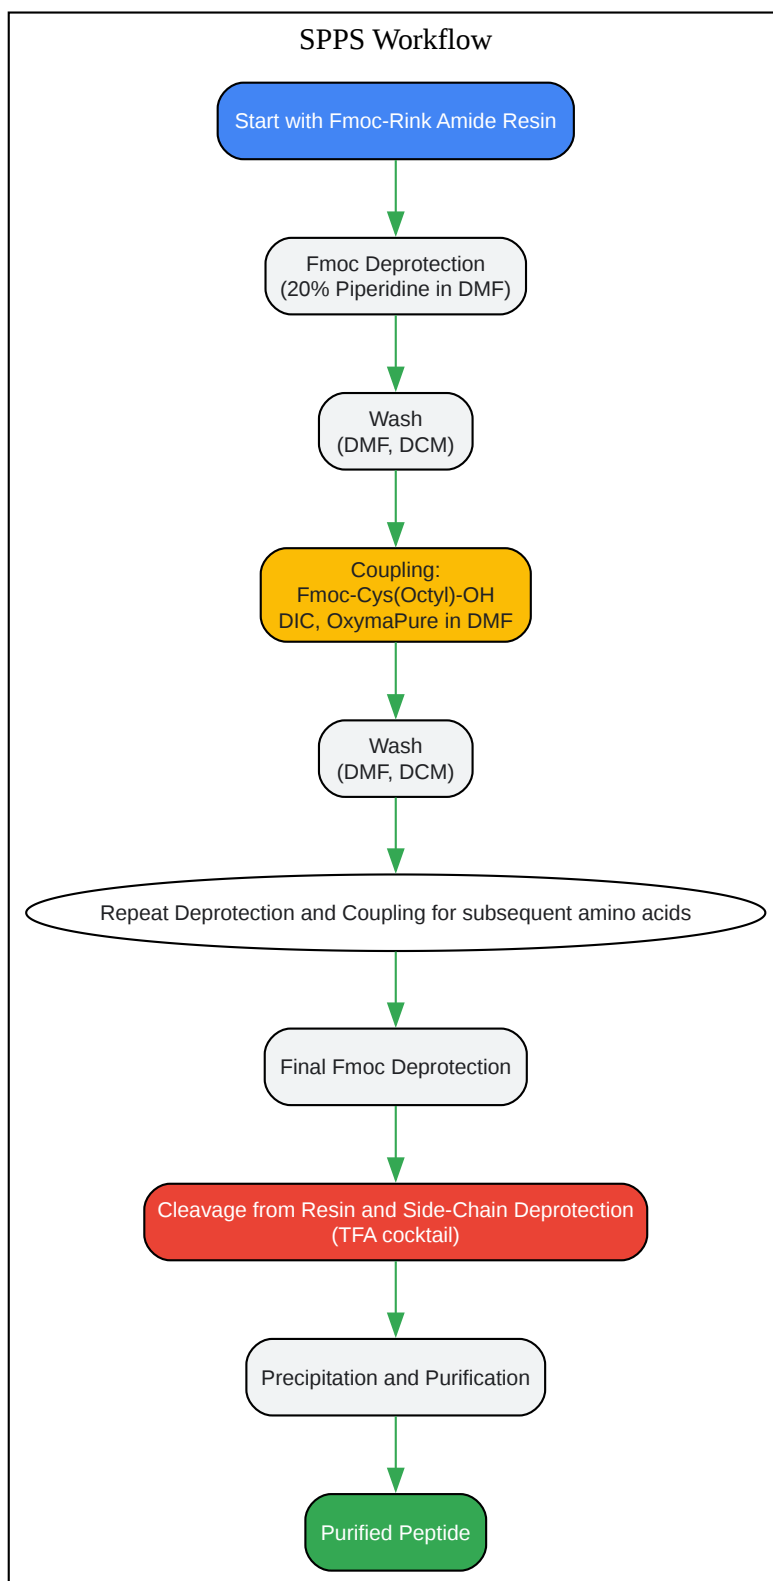 SPPS Workflow
Start with Fmoc-Rink Amide Resin
Fmoc Deprotection
(20% Piperidine in DMF)
Wash
(DMF, DCM)
Coupling:
Fmoc-Cys(Octyl)-OH
DIC, OxymaPure in DMF
Wash
(DMF, DCM)
Repeat Deprotection and Coupling for subsequent amino acids
Final Fmoc Deprotection
Cleavage from Resin and Side-Chain Deprotection
(TFA cocktail)
Precipitation and Purification
Purified Peptide